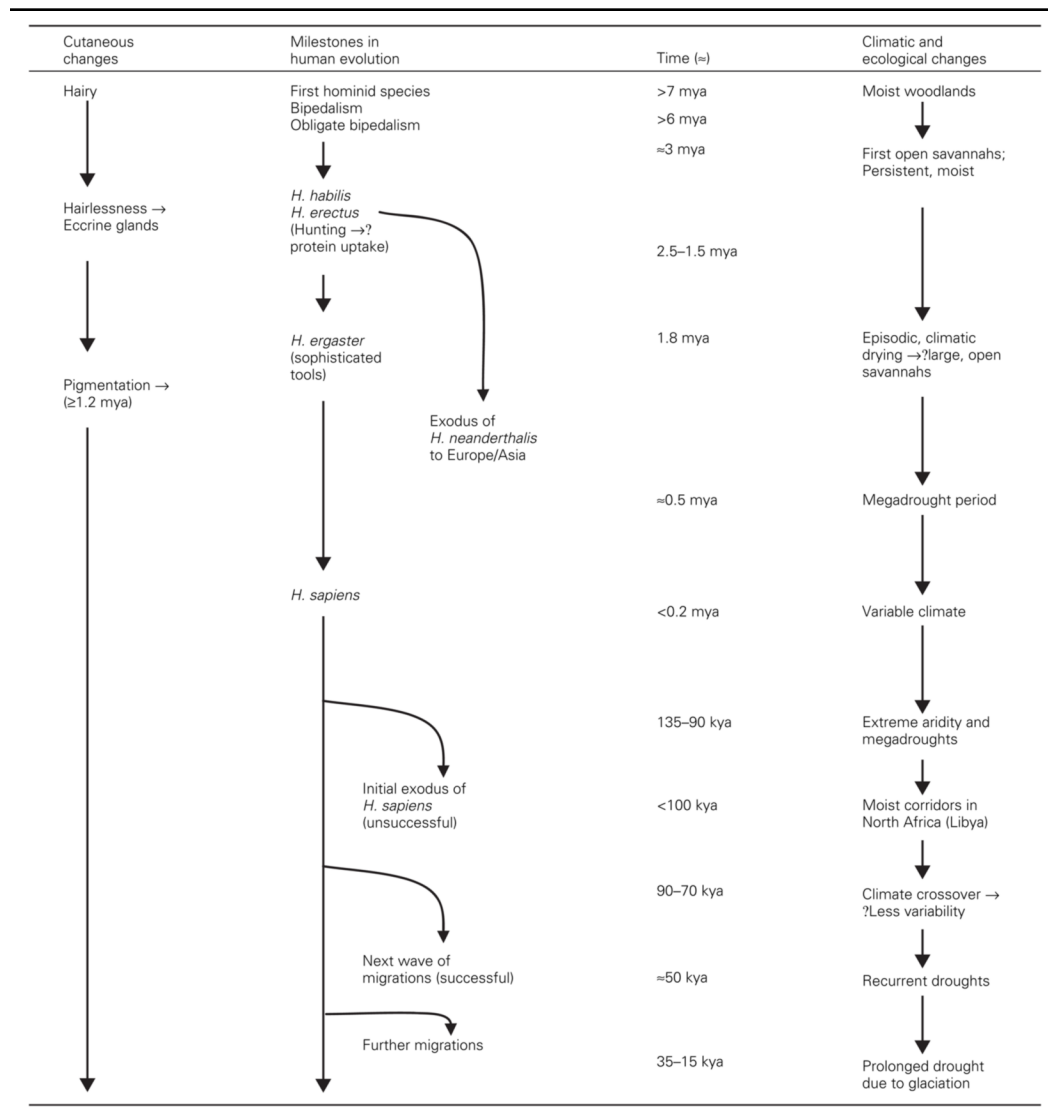 Cutaneous
changes
Milestones in
human evolution
Time (≈)
Climatic and
ecological changes
Hairy
First hominid species
Bipedalism
Obligate bipedalism
>7 mya
>6 mya
≈3 mya
Moist woodlands
First open savannahs;
Persistent, moist
Hairlessness →
Eccrine glands
H. habilis
H. erectus
(Hunting →?
protein uptake)
2.5–1.5 mya
H. ergaster
(sophisticated
tools)
1.8 mya
Episodic, climatic
drying →?large, open
savannahs
Pigmentation →
(≥1.2 mya)
Exodus of
H. neanderthalis
to Europe/Asia
≈0.5 mya
Megadrought period
H. sapiens
<0.2 mya
Variable climate
135–90 kya
Extreme aridity and
megadroughts
Initial exodus of
H. sapiens
(unsuccessful)
<100 kya
Moist corridors in
North Africa (Libya)
90–70 kya
Climate crossover →
?Less variability
Next wave of
migrations (successful)
≈50 kya
Recurrent droughts
Further migrations
35–15 kya
Prolonged drought
due to glaciation